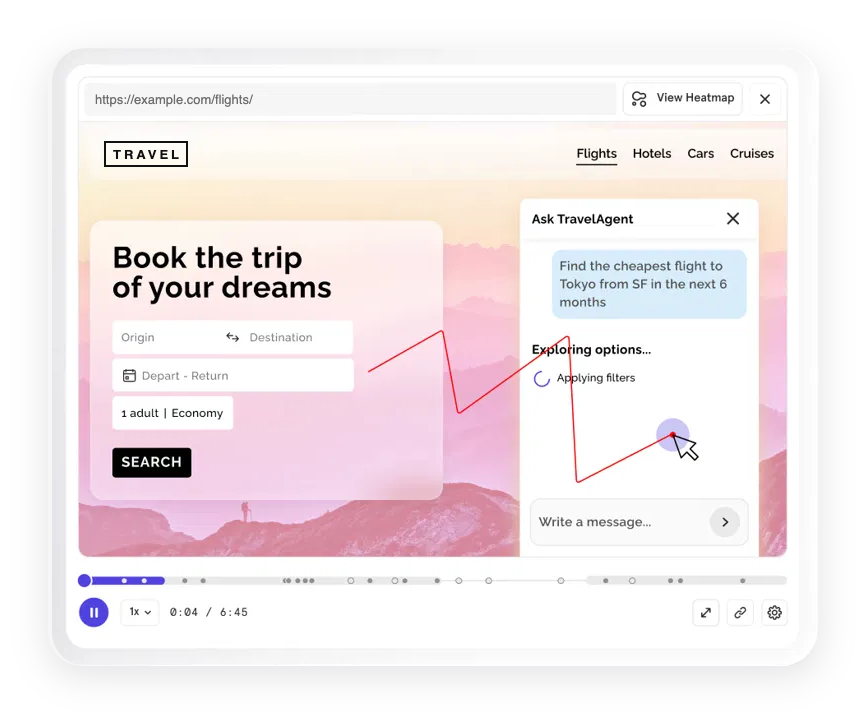 https://example.com/flights/
View Heatmap
TRAVEL
Flights Hotels Cars Cruises
Book the trip
of your dreams
Origin Destination
Depart - Return
1 adult | Economy
SEARCH
Ask TravelAgent
Find the cheapest flight to
Tokyo from SF in the next 6
months
Exploring options...
Applying filters
Write a message...
1x 0:04 / 6:45